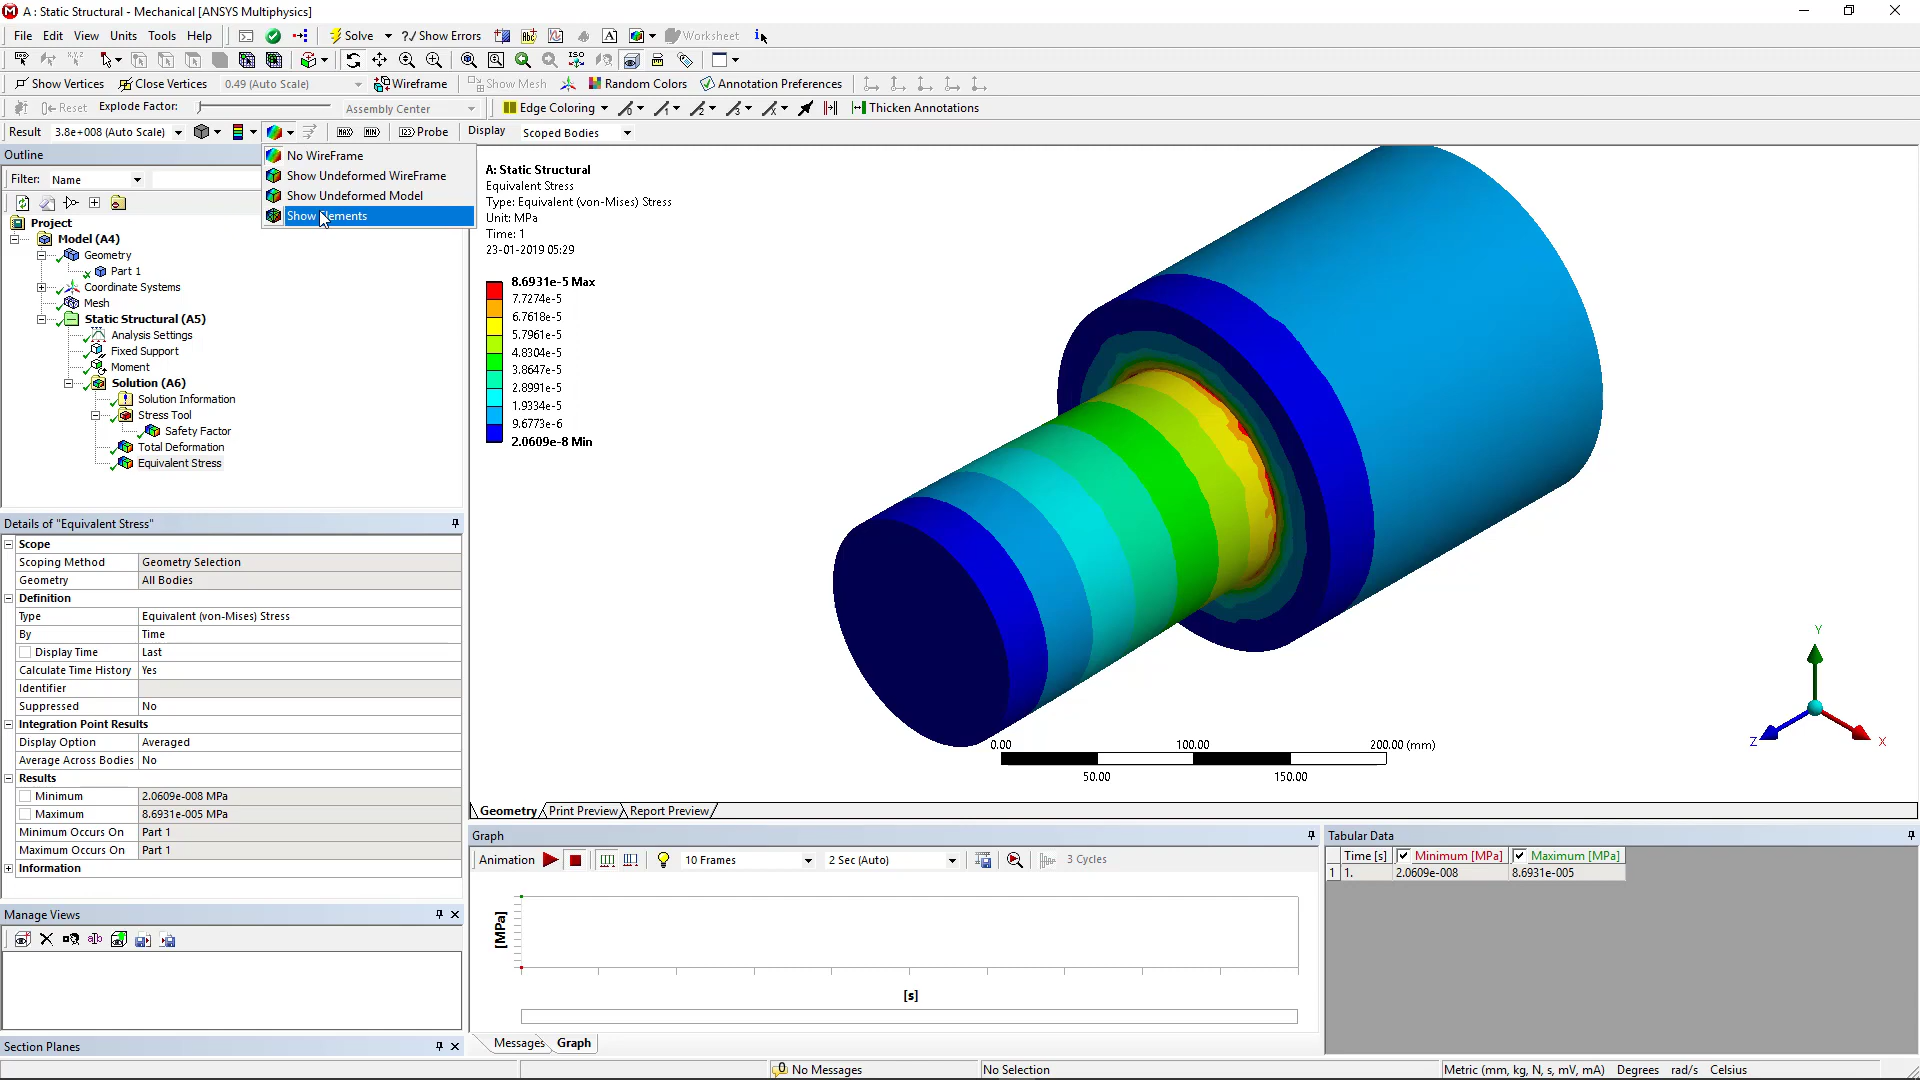 A : Static Structural - Mechanical [ANSYS Multiphysics]
File Edit View Units Tools Help Solve ?/ Show Errors Worksheet
Show Vertices Close Vertices 0.49 (Auto Scale) Wireframe Show Mesh Random Colors Annotation Preferences
Reset Explode Factor: Assembly Center Edge Coloring Thicken Annotations
Result 3.8e+008 (Auto Scale) MAX MIN Probe Display Scoped Bodies
Outline
Filter: Name
No WireFrame
Show Undeformed WireFrame
Show Undeformed Model
Project
Model (A4)
Geometry
Part 1
Coordinate Systems
Mesh
Static Structural (A5)
Analysis Settings
Fixed Support
Moment
Solution (A6)
Solution Information
Stress Tool
Safety Factor
Total Deformation
Equivalent Stress
A: Static Structural
Equivalent Stress
Type: Equivalent (von-Mises) Stress
Unit: MPa
Time: 1
23-01-2019 05:29
8.6931e-5 Max
7.7274e-5
6.7618e-5
5.7961e-5
4.8304e-5
3.8647e-5
2.8991e-5
1.9334e-5
9.6773e-6
2.0609e-8 Min
0.00 100.00 200.00 (mm)
50.00 150.00
Y
Z X
Details of "Equivalent Stress"
Scope
Scoping Method Geometry Selection
Geometry All Bodies
Definition
Type Equivalent (von-Mises) Stress
By Time
Display Time Last
Calculate Time History Yes
Identifier
Suppressed No
Integration Point Results
Display Option Averaged
Average Across Bodies No
Results
Minimum 2.0609e-008 MPa
Maximum 8.6931e-005 MPa
Minimum Occurs On Part 1
Maximum Occurs On Part 1
Information
Manage Views
Section Planes
Geometry Print Preview Report Preview
Graph
Animation 10 Frames 2 Sec (Auto) 3 Cycles
[MPa]
[s]
Messages Graph
Tabular Data
Time [s] Minimum [MPa] Maximum [MPa]
1 1. 2.0609e-008 8.6931e-005
0 No Messages No Selection Metric (mm, kg, N, s, mV, mA) Degrees rad/s Celsius